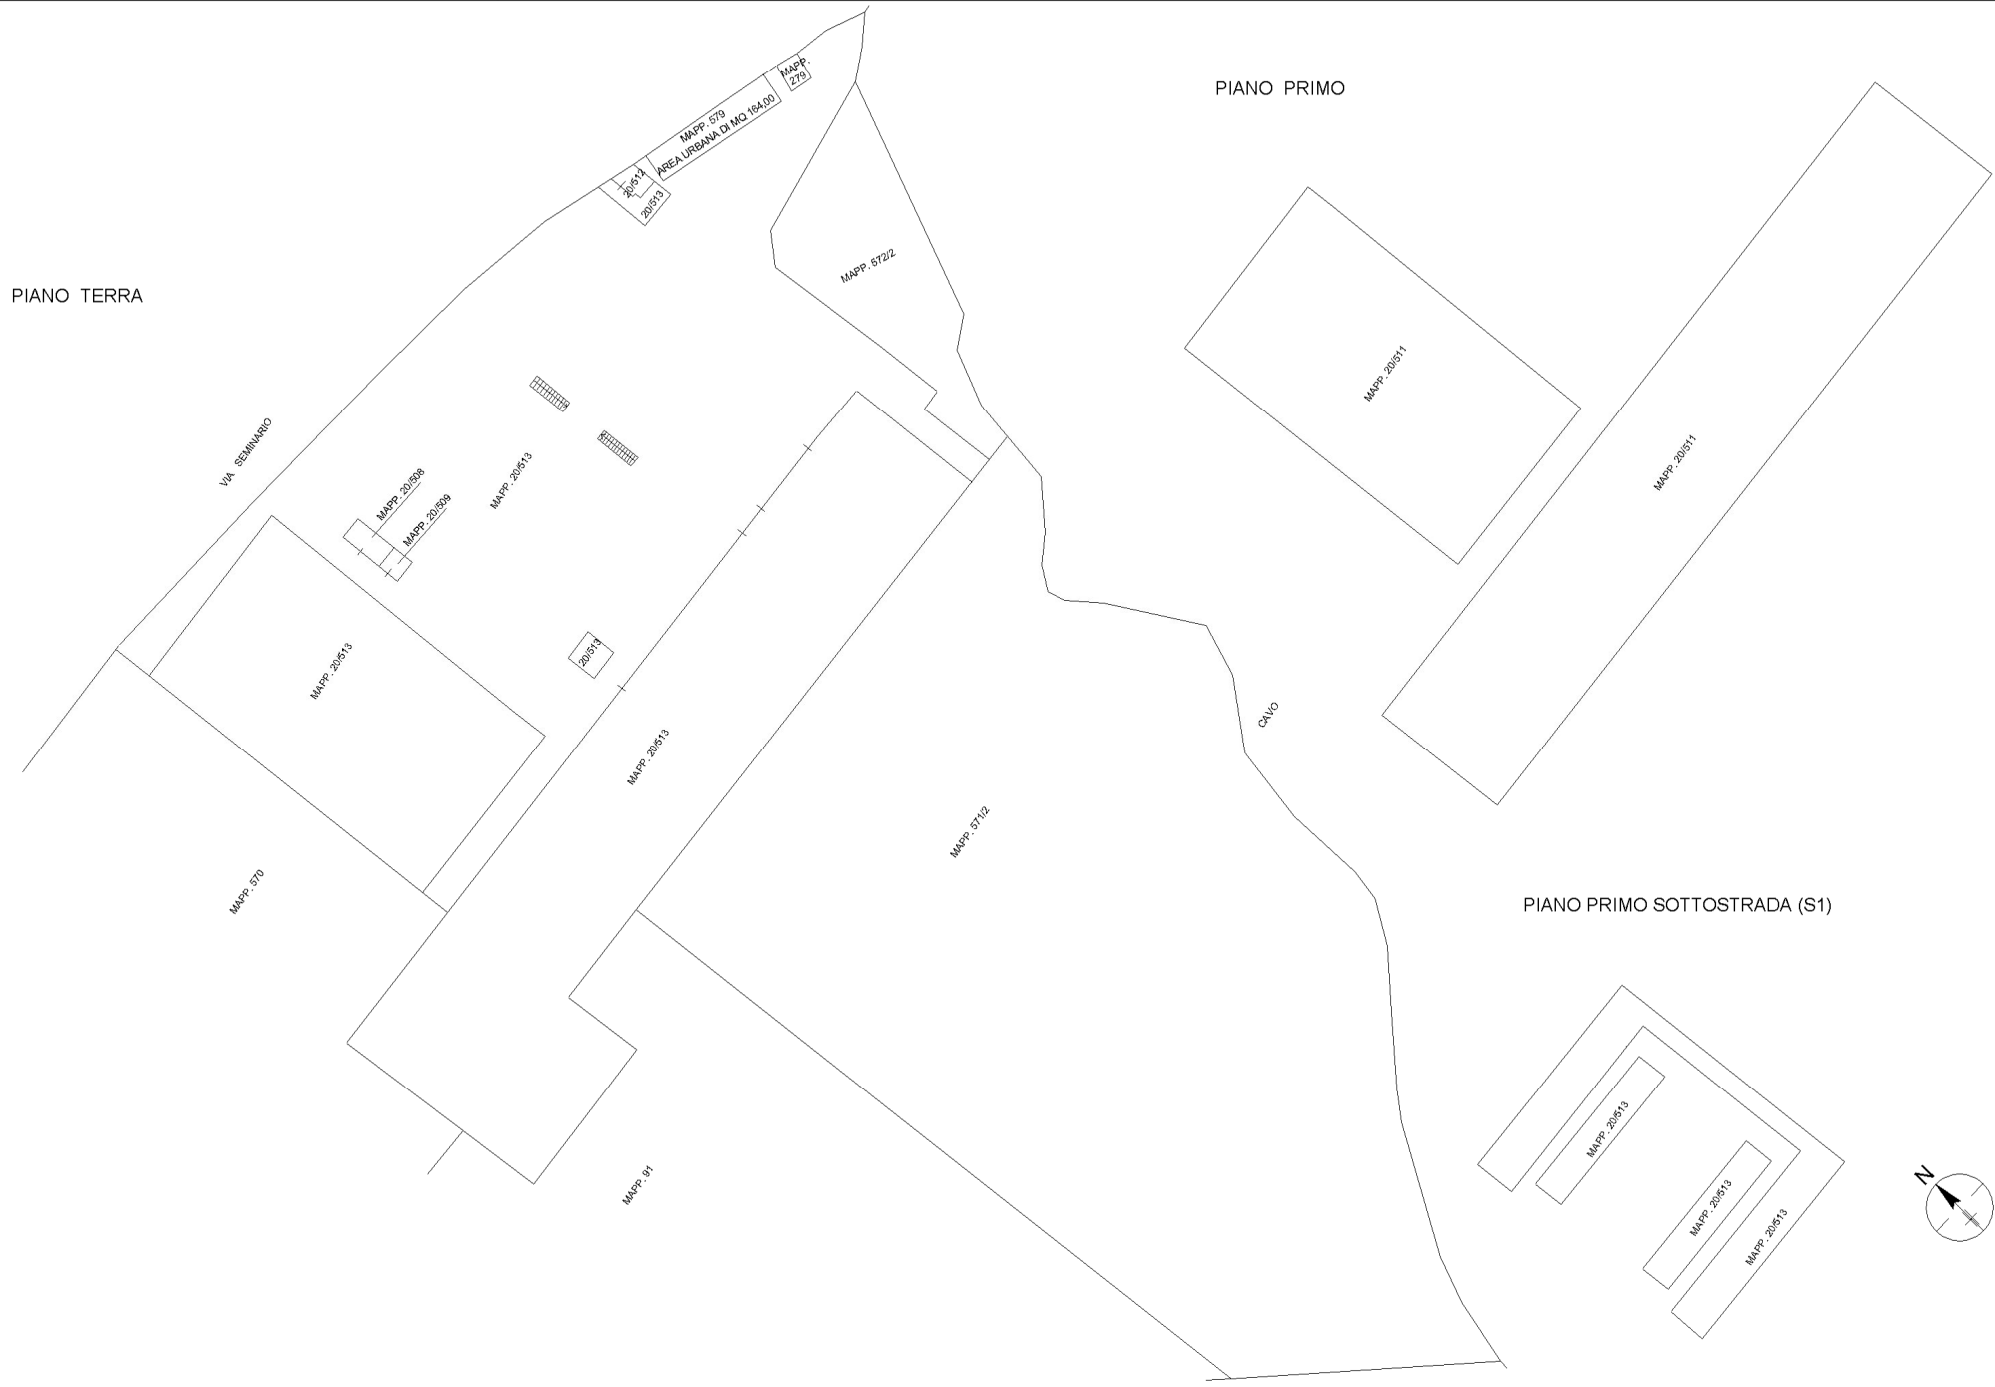 PIANO PRIMO
MAPP.
279
MAPP. 579
AREA URBANA DI MQ 164,00
20/512
20/513
MAPP. 572/2
PIANO TERRA
VIA SEMINARIO
MAPP. 20/508
MAPP. 20/509
MAPP. 20/513
MAPP. 20/511
MAPP. 20/511
MAPP. 20/513
20/513
MAPP. 20/513
CAVO
MAPP. 571/2
MAPP. 570
PIANO PRIMO SOTTOSTRADA (S1)
MAPP. 91
MAPP. 20/513
MAPP. 20/513
MAPP. 20/513
N